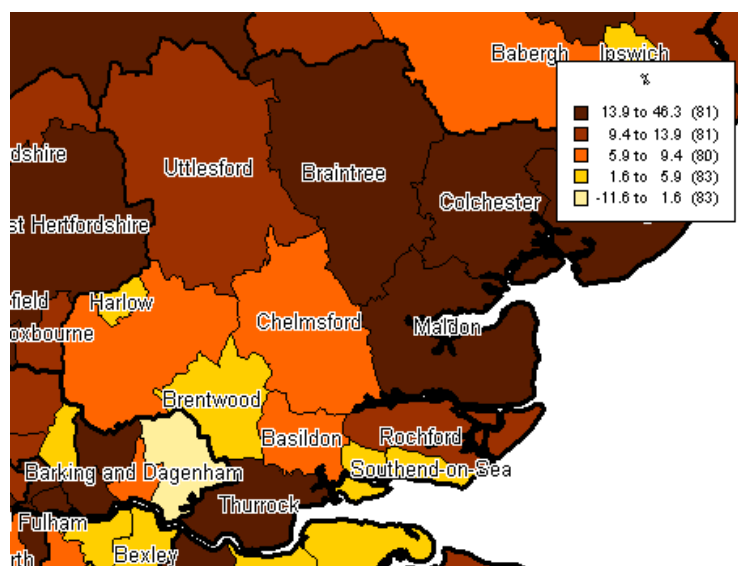 Babergh Ipswich
%
13.9 to 46.3 (81)
9.4 to 13.9 (81)
5.9 to 9.4 (80)
1.6 to 5.9 (83)
-11.6 to 1.6 (83)
dshire
Uttlesford
Braintree
Colchester
st Hertfordshire
field
Harlow
oxbourne
Chelmsford
Maldon
Brentwood
Basildon
Rochford
Barking and Dagenham
Southend-on-Sea
Thurrock
Fulham
rth
Bexley